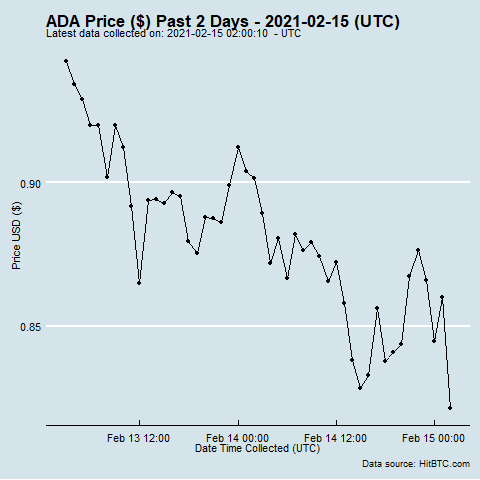 ADA Price ($) Past 2 Days - 2021-02-15 (UTC)
Latest data collected on: 2021-02-15 02:00:10 - UTC
0.90
Price USD ($)
0.85
Feb 13 12:00 Feb 14 00:00 Feb 14 12:00 Feb 15 00:00
Date Time Collected (UTC)
Data source: HitBTC.com